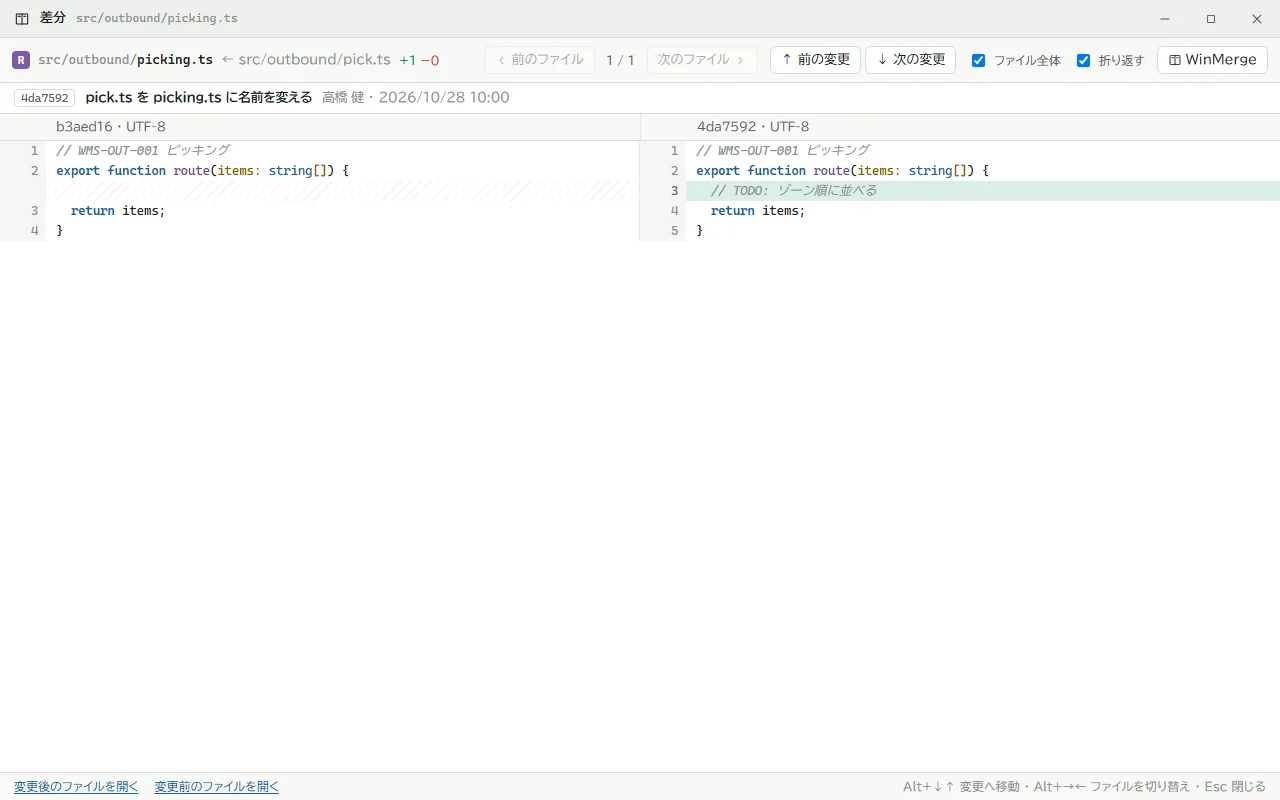 差分 src/outbound/picking.ts
R src/outbound/picking.ts ← src/outbound/pick.ts +1 −0 ‹ 前のファイル 1 / 1 次のファイル › ↑ 前の変更 ↓ 次の変更 ファイル全体 折り返す WinMerge
4da7592 pick.ts を picking.ts に名前を変える 高橋 健・2026/10/28 10:00
b3aed16・UTF-8
1 // WMS-OUT-001 ピッキング
2 export function route(items: string[]) {
3 return items;
4 }
4da7592・UTF-8
1 // WMS-OUT-001 ピッキング
2 export function route(items: string[]) {
3 // TODO: ゾーン順に並べる
4 return items;
5 }
変更後のファイルを開く 変更前のファイルを開く Alt+↓↑ 変更へ移動・Alt+→← ファイルを切り替え・Esc 閉じる